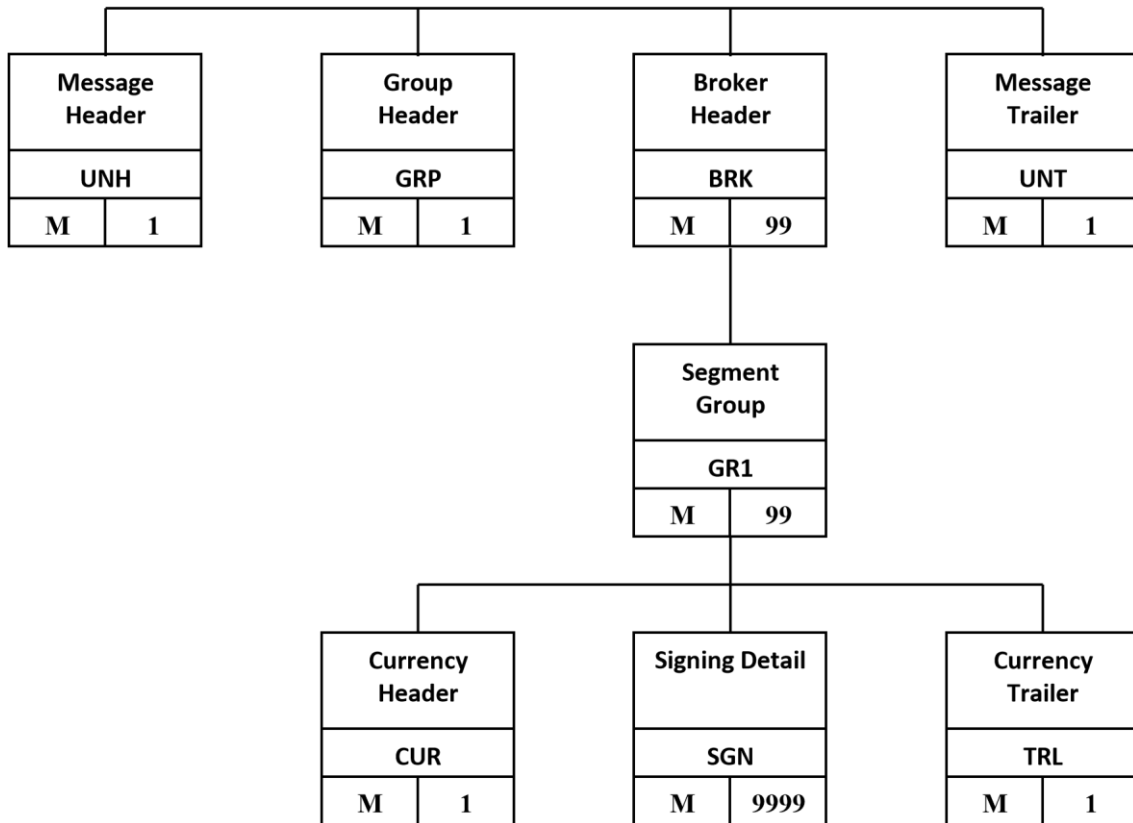 Message
Header
UNH
M 1
Group
Header
GRP
M 1
Broker
Header
BRK
M 99
Message
Trailer
UNT
M 1
Segment
Group
GR1
M 99
Currency
Header
CUR
M 1
Signing Detail
SGN
M 9999
Currency
Trailer
TRL
M 1